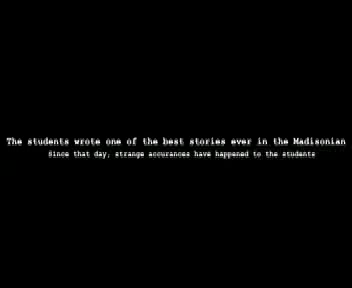 The students wrote one of the best stories ever in the Madisonian
Since that day, strange accurances have happened to the students